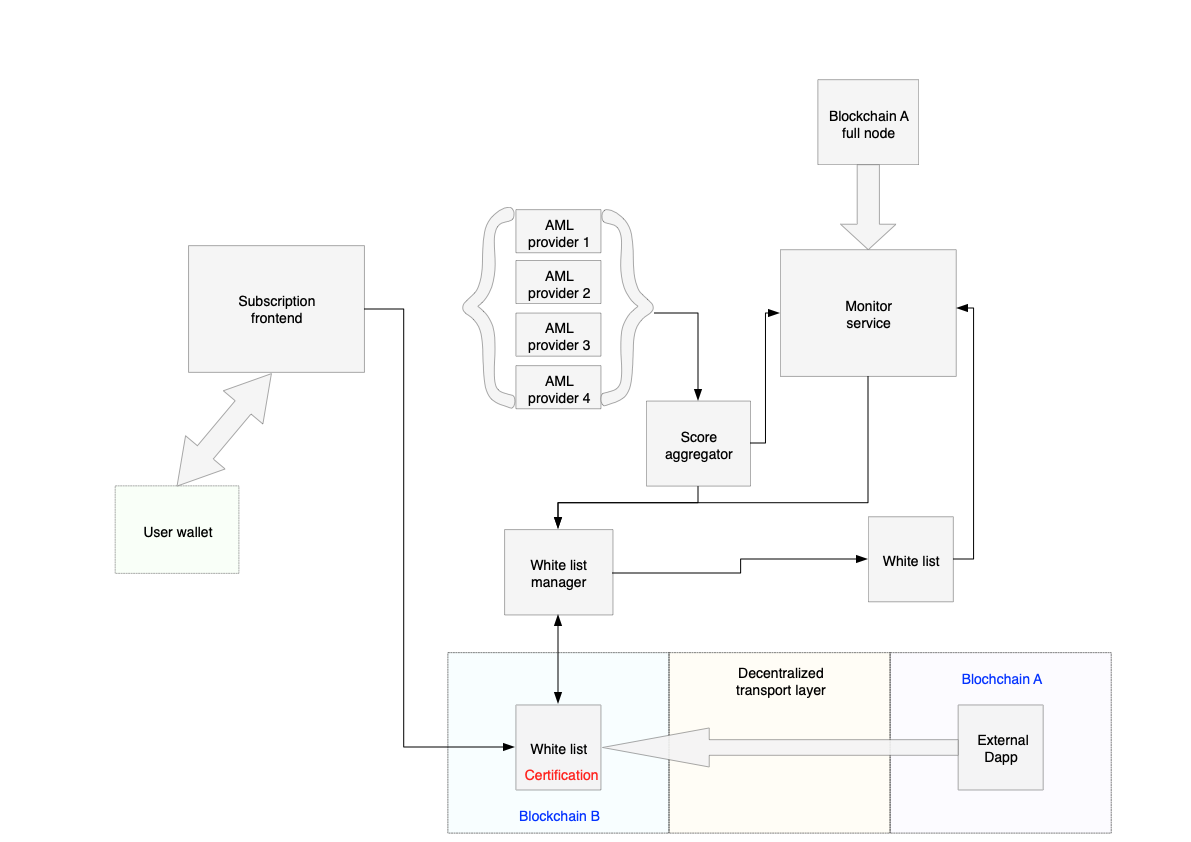 Blockchain A
full node
AML
provider 1
AML
provider 2
AML
provider 3
AML
provider 4
Subscription
frontend
Monitor
service
Score
aggregator
User wallet
White list
manager
White list
Decentralized
transport layer
Blochchain A
White list
Certification
External
Dapp
Blockchain B